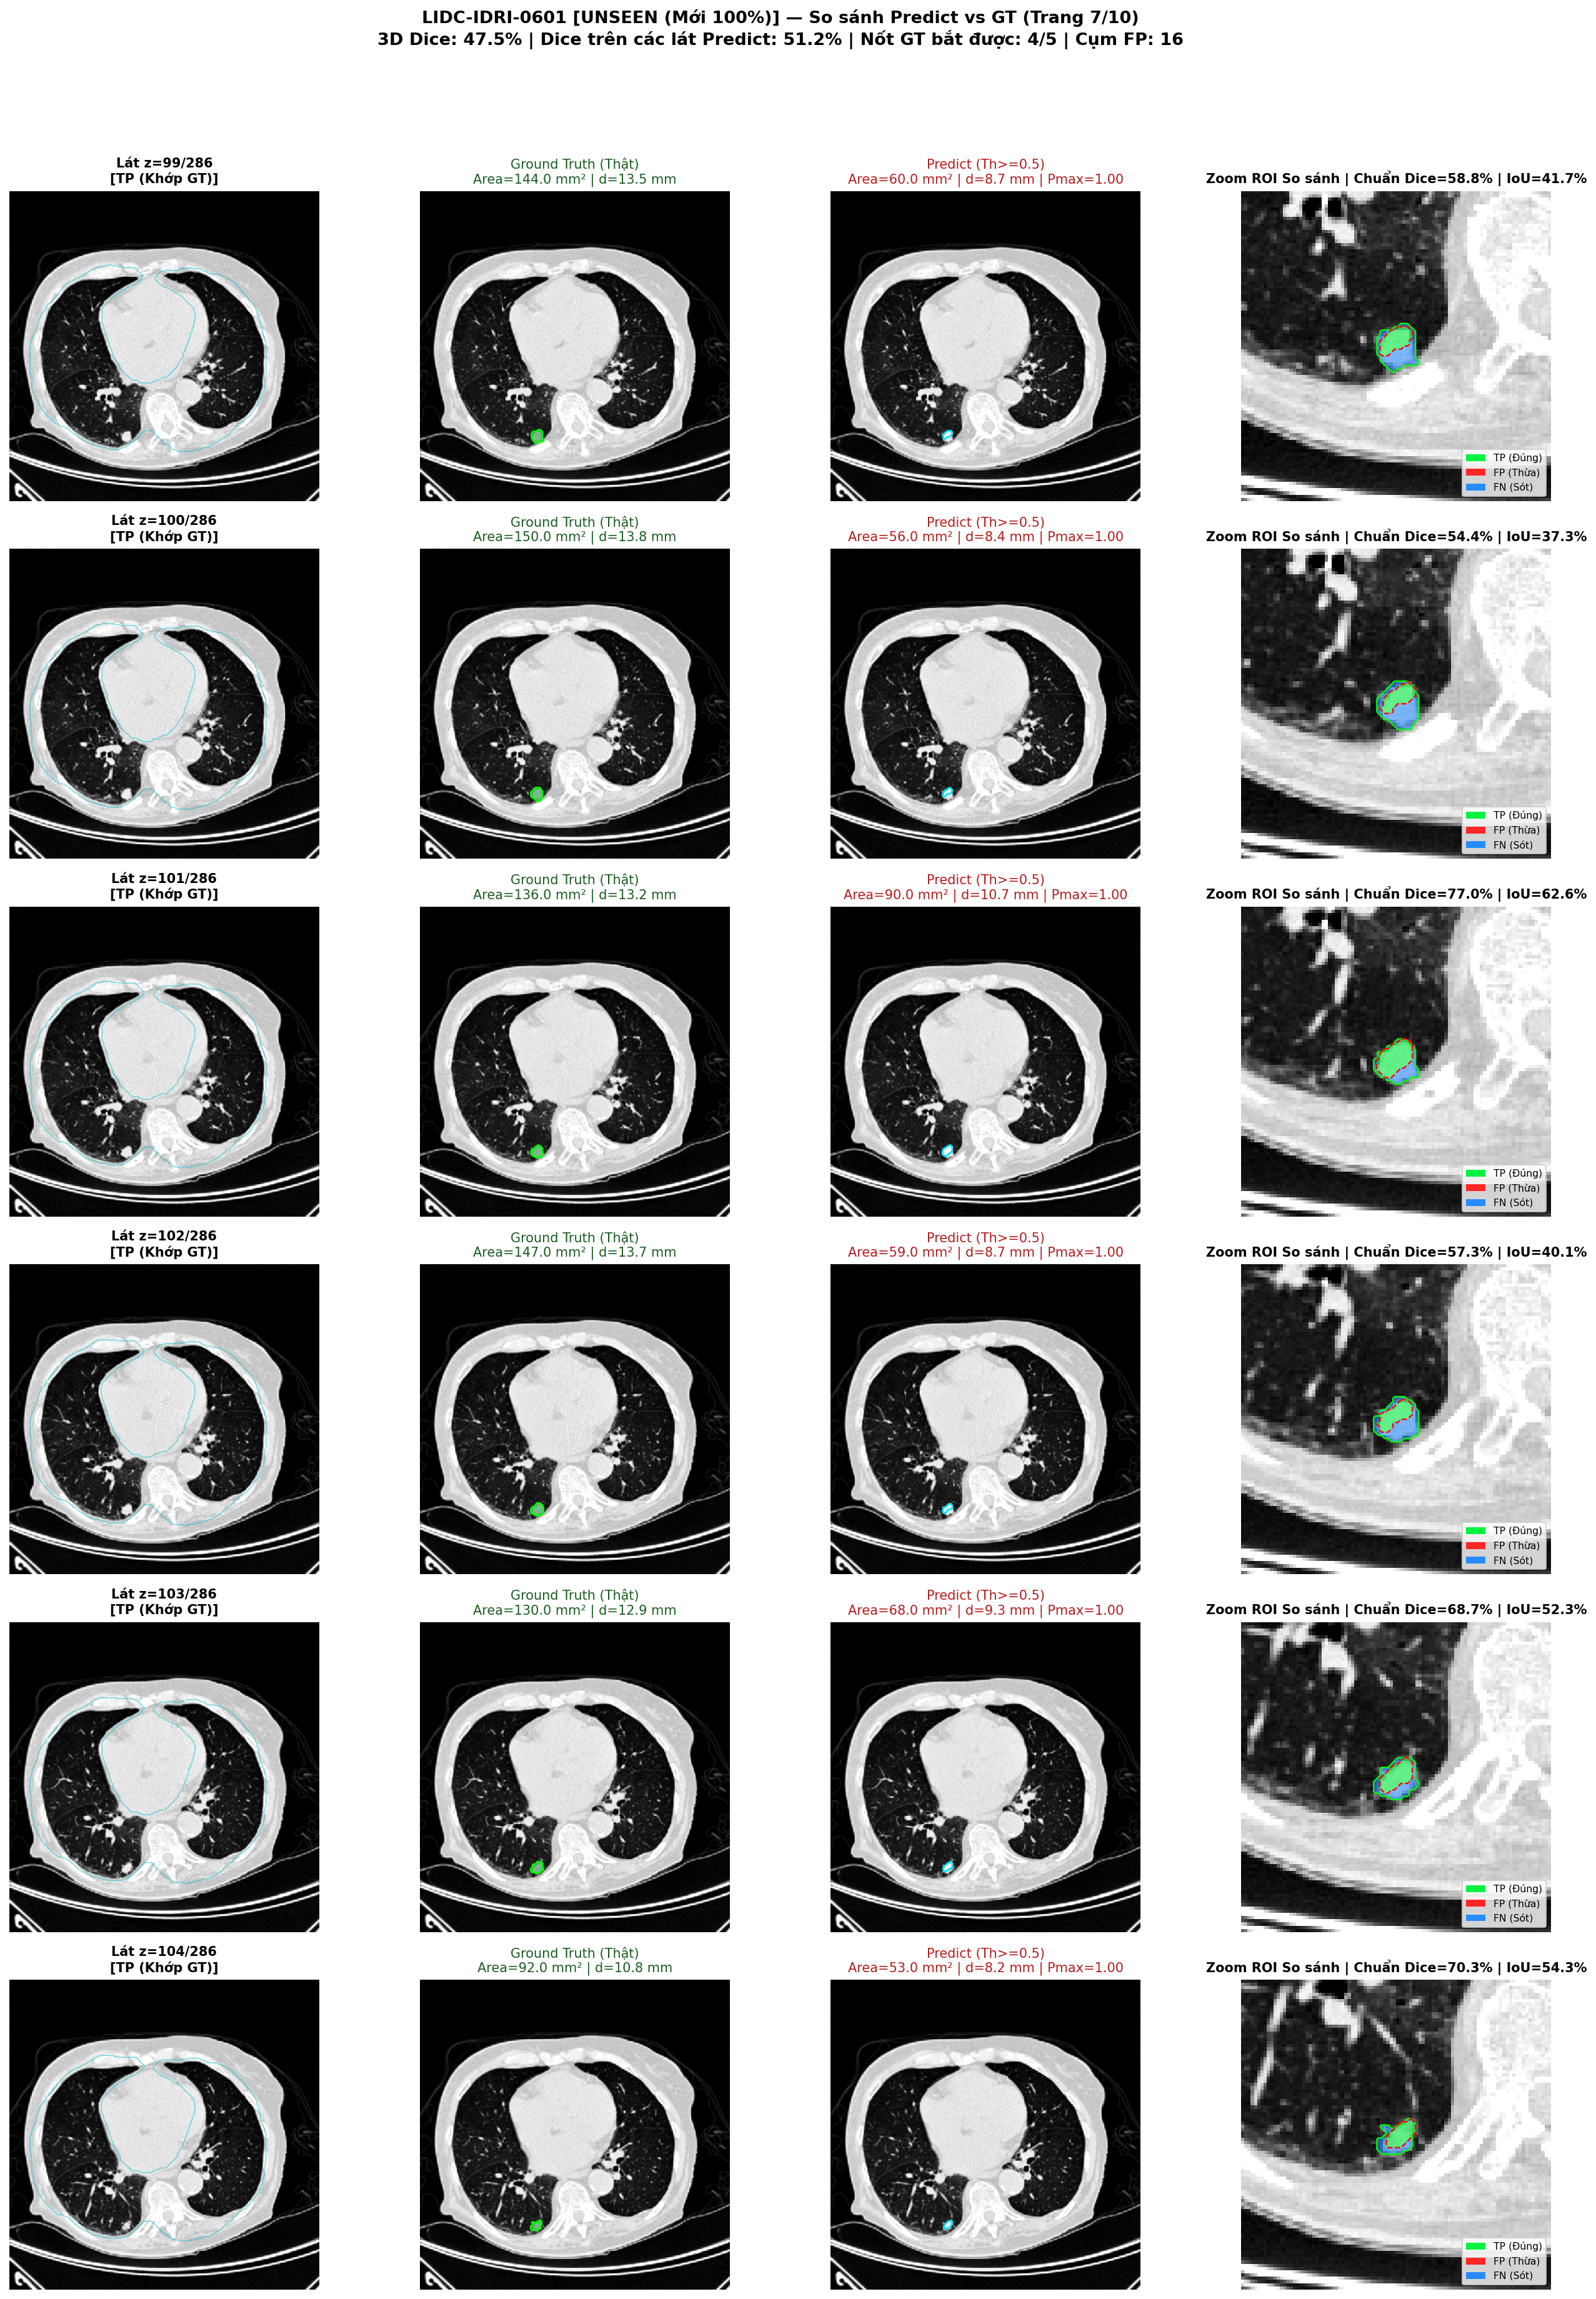 LIDC-IDRI-0601 [UNSEEN (Mới 100%)] — So sánh Predict vs GT (Trang 7/10)
3D Dice: 47.5% | Dice trên các lát Predict: 51.2% | Nốt GT bắt được: 4/5 | Cụm FP: 16
Lát z=99/286
[TP (Khớp GT)]
Ground Truth (Thật)
Area=144.0 mm² | d=13.5 mm
Predict (Th>=0.5)
Area=60.0 mm² | d=8.7 mm | Pmax=1.00
Zoom ROI So sánh | Chuẩn Dice=58.8% | IoU=41.7%
TP (Đúng)
FP (Thừa)
FN (Sót)
Lát z=100/286
[TP (Khớp GT)]
Ground Truth (Thật)
Area=150.0 mm² | d=13.8 mm
Predict (Th>=0.5)
Area=56.0 mm² | d=8.4 mm | Pmax=1.00
Zoom ROI So sánh | Chuẩn Dice=54.4% | IoU=37.3%
TP (Đúng)
FP (Thừa)
FN (Sót)
Lát z=101/286
[TP (Khớp GT)]
Ground Truth (Thật)
Area=136.0 mm² | d=13.2 mm
Predict (Th>=0.5)
Area=90.0 mm² | d=10.7 mm | Pmax=1.00
Zoom ROI So sánh | Chuẩn Dice=77.0% | IoU=62.6%
TP (Đúng)
FP (Thừa)
FN (Sót)
Lát z=102/286
[TP (Khớp GT)]
Ground Truth (Thật)
Area=147.0 mm² | d=13.7 mm
Predict (Th>=0.5)
Area=59.0 mm² | d=8.7 mm | Pmax=1.00
Zoom ROI So sánh | Chuẩn Dice=57.3% | IoU=40.1%
TP (Đúng)
FP (Thừa)
FN (Sót)
Lát z=103/286
[TP (Khớp GT)]
Ground Truth (Thật)
Area=130.0 mm² | d=12.9 mm
Predict (Th>=0.5)
Area=68.0 mm² | d=9.3 mm | Pmax=1.00
Zoom ROI So sánh | Chuẩn Dice=68.7% | IoU=52.3%
TP (Đúng)
FP (Thừa)
FN (Sót)
Lát z=104/286
[TP (Khớp GT)]
Ground Truth (Thật)
Area=92.0 mm² | d=10.8 mm
Predict (Th>=0.5)
Area=53.0 mm² | d=8.2 mm | Pmax=1.00
Zoom ROI So sánh | Chuẩn Dice=70.3% | IoU=54.3%
TP (Đúng)
FP (Thừa)
FN (Sót)